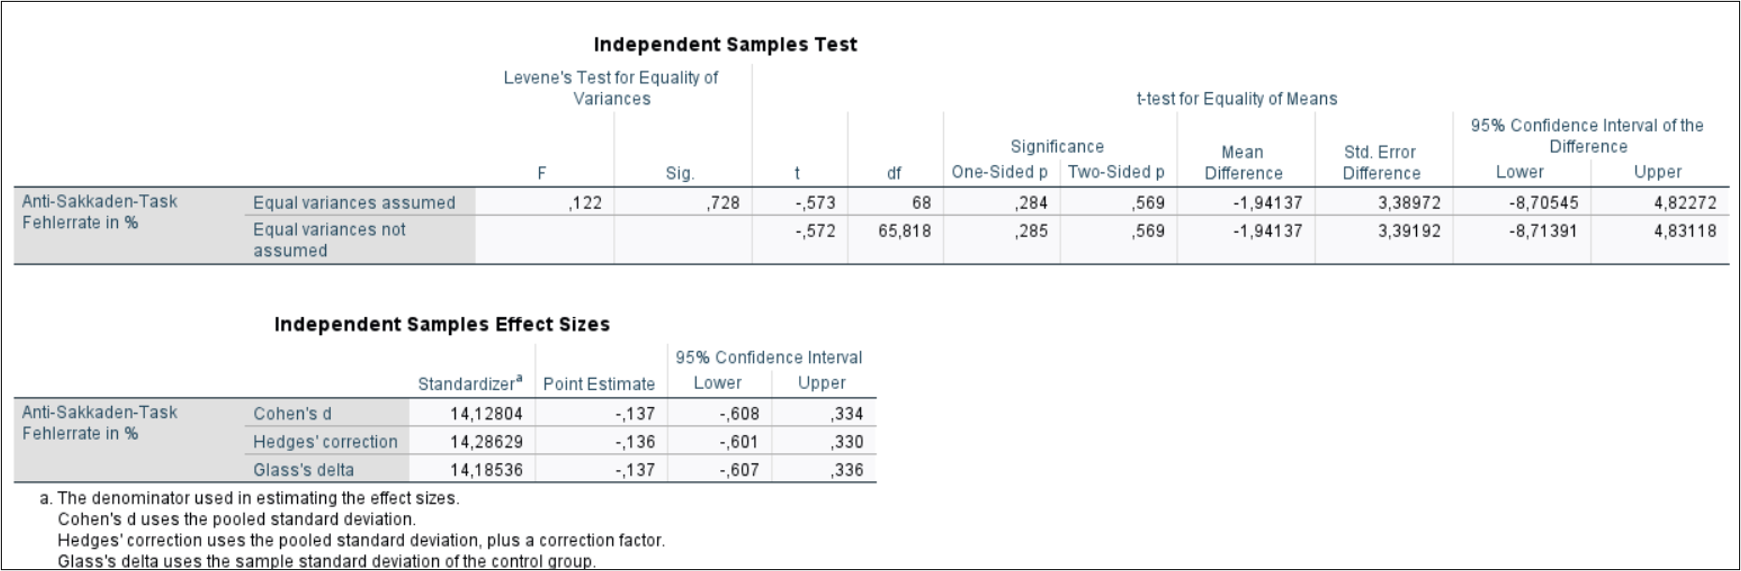 Independent Samples Test
Levene's Test for Equality of Variances
t-test for Equality of Means
F Sig. t df Significance One-Sided p Two-Sided p Mean Difference Std. Error Difference 95% Confidence Interval of the Difference Lower Upper
Anti-Sakkaden-Task Fehlerrate in % Equal variances assumed ,122 ,728 -,573 68 ,284 ,569 -1,94137 3,38972 -8,70545 4,82272
Equal variances not assumed -,572 65,818 ,285 ,569 -1,94137 3,39192 -8,71391 4,83118
Independent Samples Effect Sizes
Standardizerᵃ Point Estimate 95% Confidence Interval Lower Upper
Anti-Sakkaden-Task Fehlerrate in % Cohen's d 14,12804 -,137 -,608 ,334
Hedges' correction 14,28629 -,136 -,601 ,330
Glass's delta 14,18536 -,137 -,607 ,336
a. The denominator used in estimating the effect sizes.
Cohen's d uses the pooled standard deviation.
Hedges' correction uses the pooled standard deviation, plus a correction factor.
Glass's delta uses the sample standard deviation of the control group.